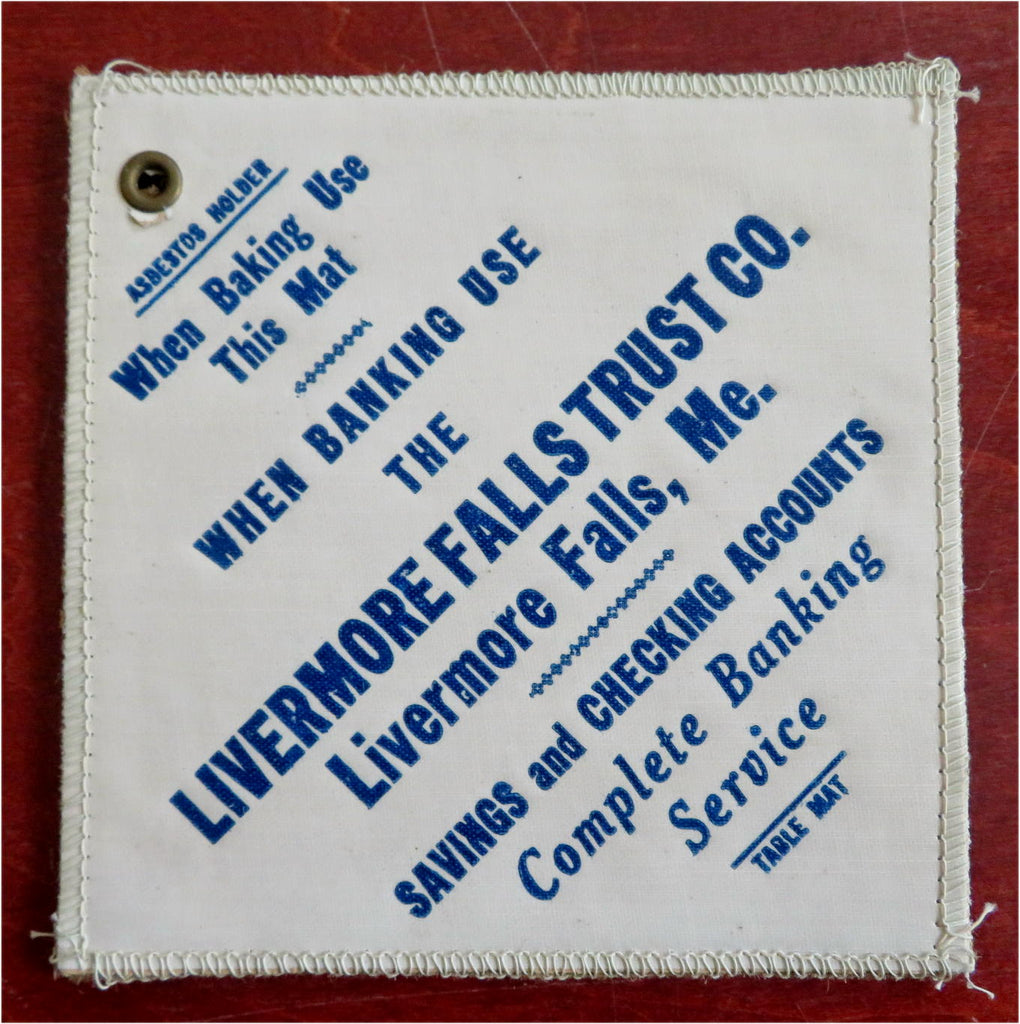 ASBESTOS HOLDER
When Baking Use
This Mat
WHEN BANKING USE
THE
LIVERMORE FALLS TRUST CO.
Livermore Falls, Me.
SAVINGS and CHECKING ACCOUNTS
Complete Banking
Service
TABLE MAT